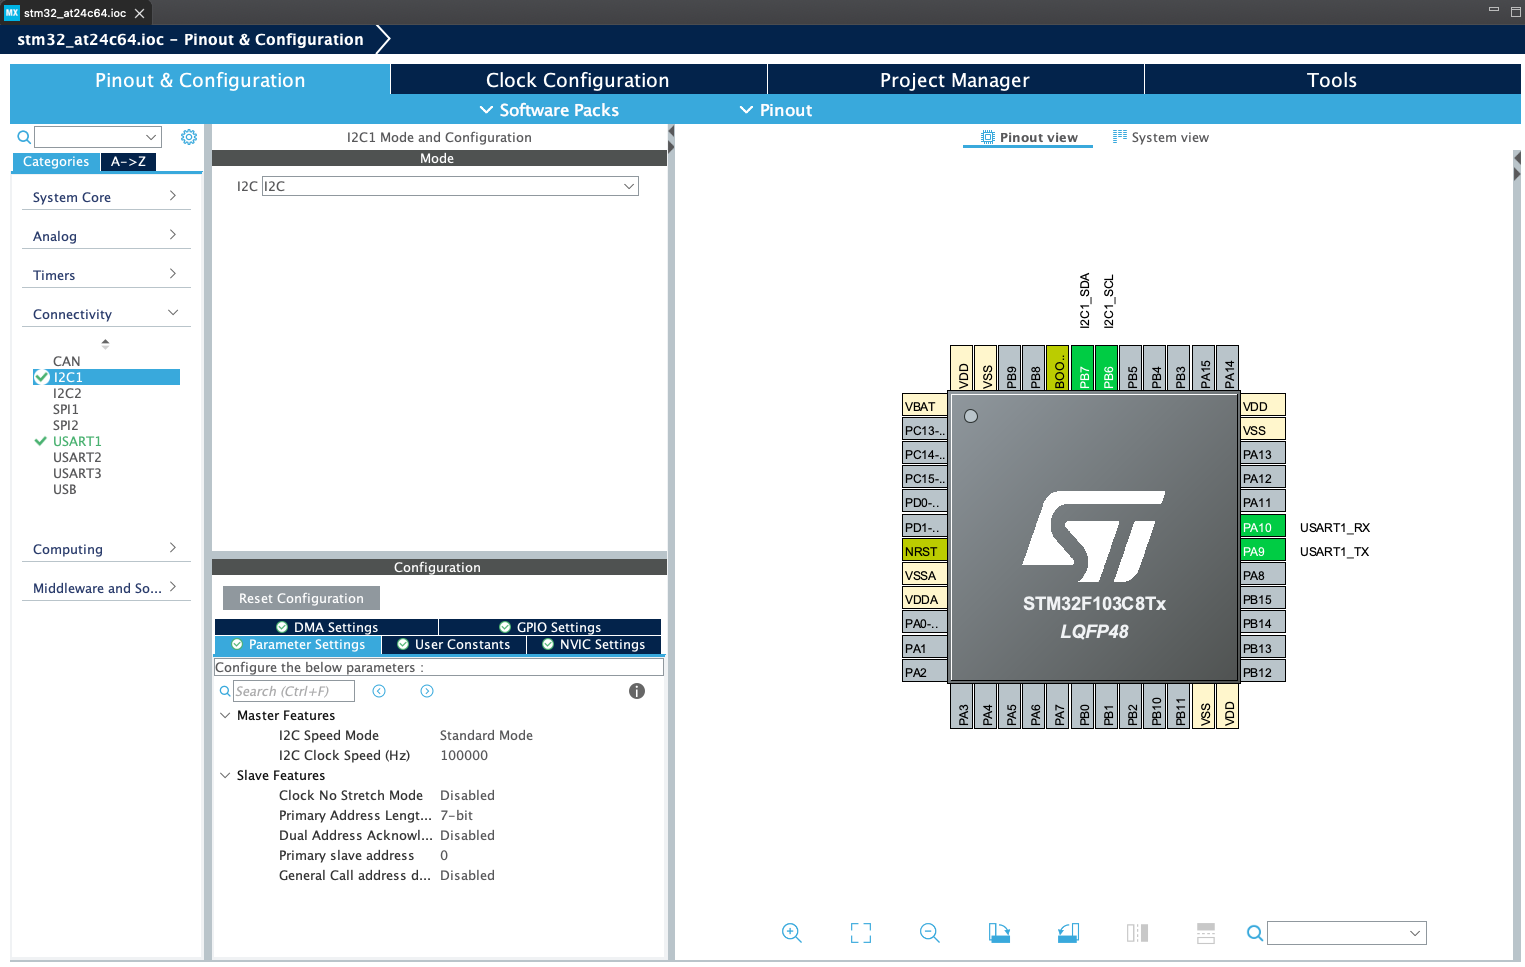 MX stm32_at24c64.ioc
stm32_at24c64.ioc - Pinout & Configuration
Pinout & Configuration
Clock Configuration
Project Manager
Tools
Software Packs
Pinout
Categories
A->Z
System Core
Analog
Timers
Connectivity
CAN
I2C1
I2C2
SPI1
SPI2
USART1
USART2
USART3
USB
Computing
Middleware and So...
I2C1 Mode and Configuration
Mode
I2C I2C
Configuration
Reset Configuration
DMA Settings
GPIO Settings
Parameter Settings
User Constants
NVIC Settings
Configure the below parameters :
Search (Ctrl+F)
Master Features
I2C Speed Mode Standard Mode
I2C Clock Speed (Hz) 100000
Slave Features
Clock No Stretch Mode Disabled
Primary Address Lengt... 7-bit
Dual Address Acknowl... Disabled
Primary slave address 0
General Call address d... Disabled
Pinout view
System view
I2C1_SDA
I2C1_SCL
VDD
VSS
PB9
PB8
BOO..
PB7
PB6
PB5
PB4
PB3
PA15
PA14
VBAT
PC13-..
PC14-..
PC15-..
PD0-..
PD1-..
NRST
VSSA
VDDA
PA0-..
PA1
PA2
VDD
VSS
PA13
PA12
PA11
PA10 USART1_RX
PA9 USART1_TX
PA8
PB15
PB14
PB13
PB12
ST
STM32F103C8Tx
LQFP48
PA3
PA4
PA5
PA6
PA7
PB0
PB1
PB2
PB10
PB11
VSS
VDD